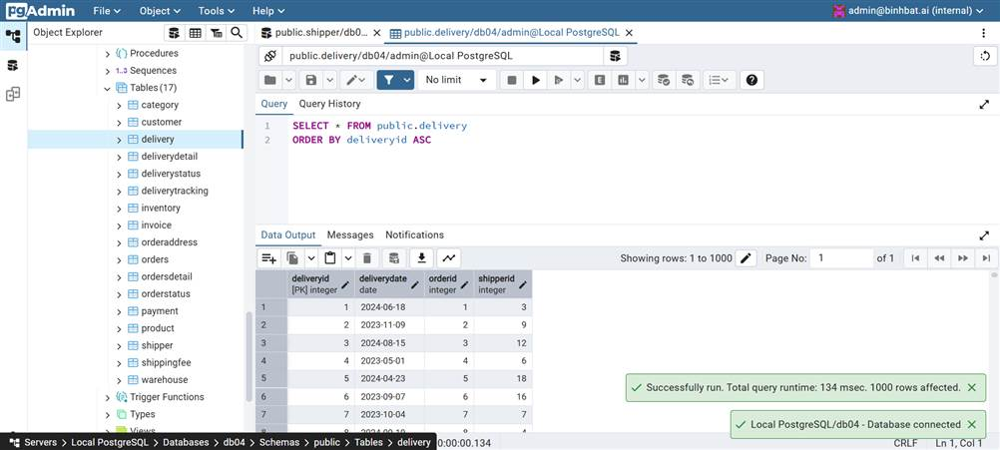 pgAdmin File Object Tools Help admin@binhbat.ai (internal)
Object Explorer
public.shipper/db0... public.delivery/db04/admin@Local PostgreSQL
public.delivery/db04/admin@Local PostgreSQL
No limit
Query Query History
1 SELECT * FROM public.delivery
2 ORDER BY deliveryid ASC
Procedures
1..3 Sequences
Tables (17)
category
customer
delivery
deliverydetail
deliverystatus
deliverytracking
inventory
invoice
orderaddress
orders
ordersdetail
orderstatus
payment
product
shipper
shippingfee
warehouse
Trigger Functions
Types
Views
Data Output Messages Notifications
Showing rows: 1 to 1000 Page No: 1 of 1
deliveryid deliverydate orderid shipperid
[PK] integer date integer integer
1 1 2024-06-18 1 3
2 2 2023-11-09 2 9
3 3 2024-08-15 3 12
4 4 2023-05-01 4 6
5 5 2024-04-23 5 18
6 6 2023-09-07 6 16
7 7 2023-10-04 7 7
Successfully run. Total query runtime: 134 msec. 1000 rows affected.
Local PostgreSQL/db04 - Database connected
Servers > Local PostgreSQL > Databases > db04 > Schemas > public > Tables > delivery
0:00:00.134
CRLF Ln 1, Col 1